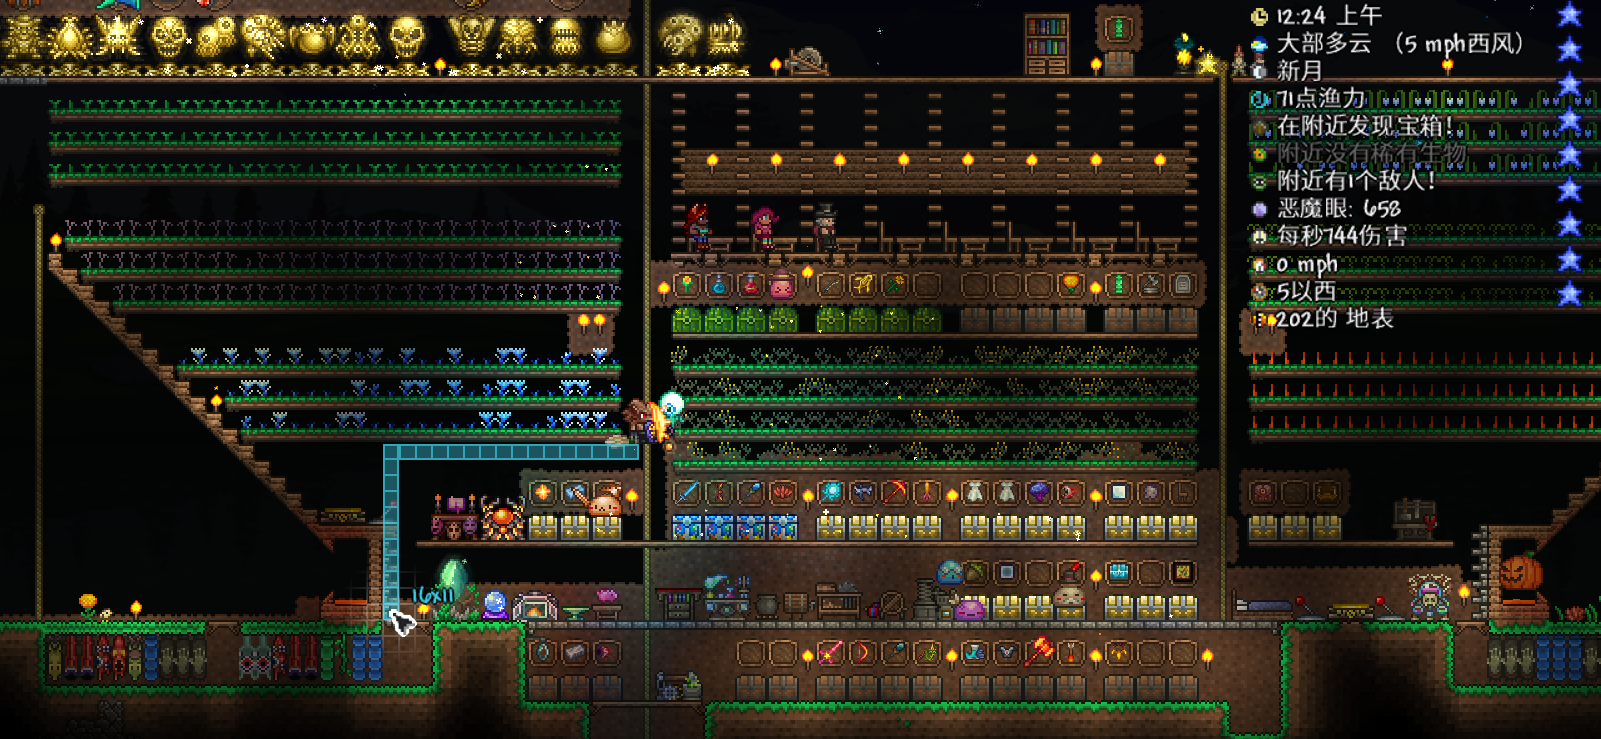 12:24 上午
大部多云 （5 mph西风）
新月
71点渔力
在附近发现宝箱！
附近没有稀有生物
附近有1个敌人！
恶魔眼: 658
每秒744伤害
0 mph
5以西
202的 地表
16x11